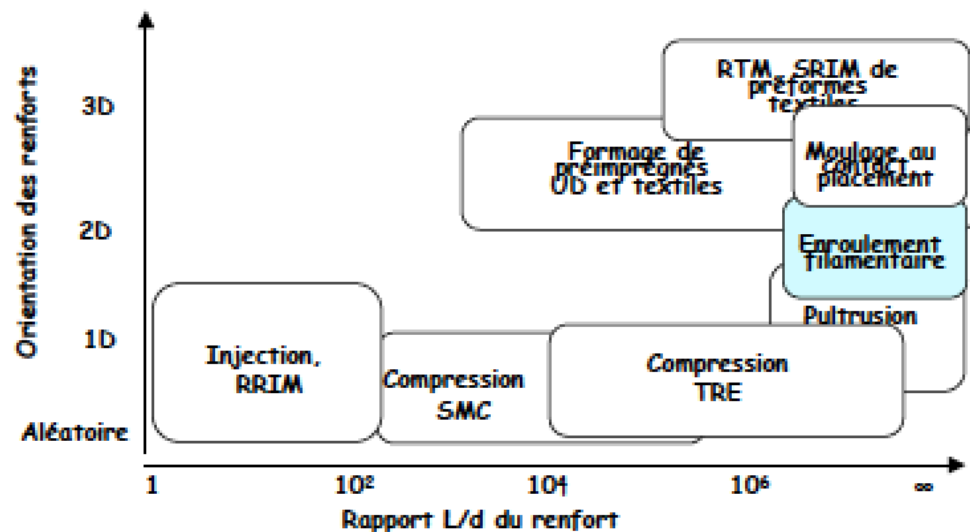 Orientation des renforts
3D
2D
1D
Aléatoire
RTM, SRIM de
préformes
textiles
Formage de
préimprégnés
UD et textiles
Moulage au
contact,
placement
Enroulement
filamentaire
Pultrusion
Injection,
RRIM
Compression
SMC
Compression
TRE
1
10²
10⁴
10⁶
∞
Rapport L/d du renfort